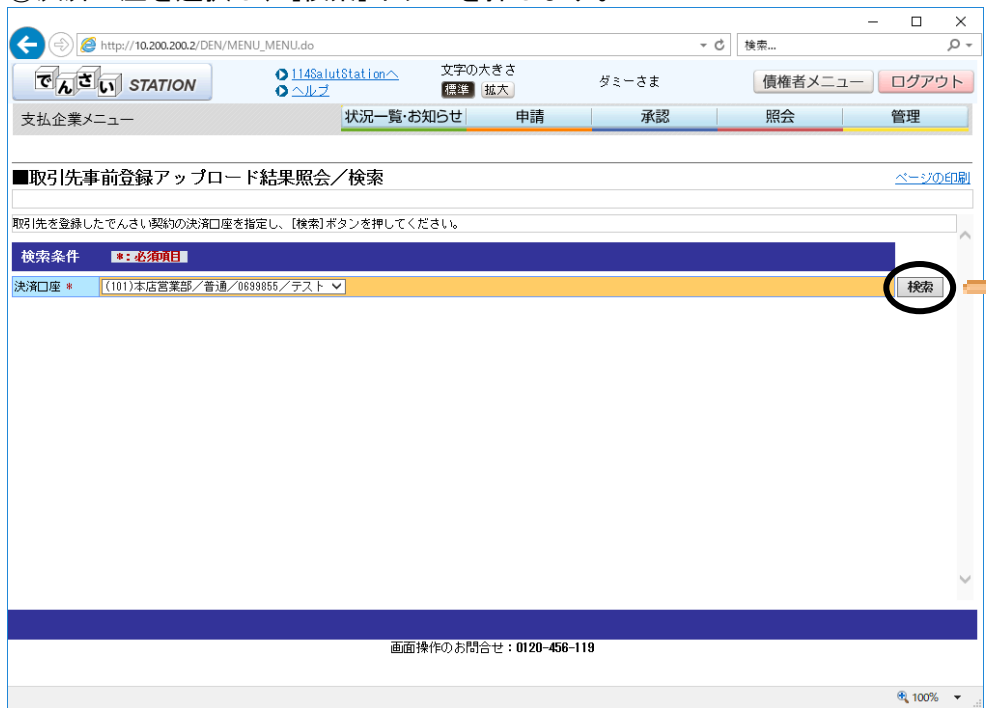 http://10.200.200.2/DEN/MENU_MENU.do
検索...
でんさい STATION
114SalutStationへ
ヘルプ
文字の大きさ
標準 拡大
ダミーさま
債権者メニュー
ログアウト
支払企業メニュー
状況一覧・お知らせ 申請 承認 照会 管理
■取引先事前登録アップロード結果照会／検索
ページの印刷
取引先を登録したでんさい契約の決済口座を指定し、[検索]ボタンを押してください。
検索条件 *：必須項目
決済口座 * (101)本店営業部／普通／0699855／テスト 検索
画面操作のお問合せ：0120-456-119
100%